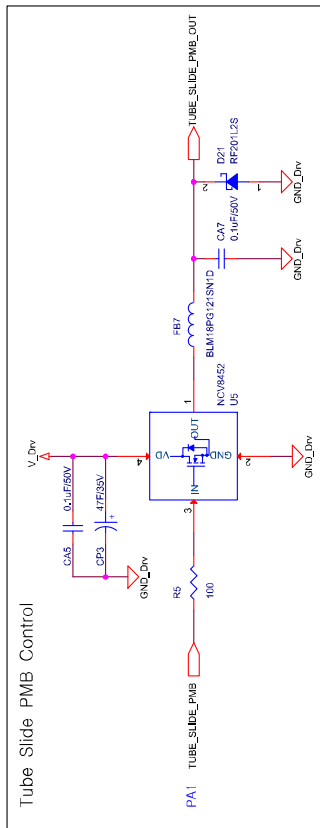 Tube Slide PMB Control
V_Drv
0.1uF/50V
CA5
47F/35V
+
CP3
GND_Drv
4
VD
IN
OUT
GND
3
1
2
NCV8452
U5
GND_Drv
PA1
TUBE_SLIDE_PMB
R5
100
FB7
BLM18PG121SN1D
CA7
0.1uF/50V
GND_Drv
D21
RF201L2S
2
1
GND_Drv
TUBE_SLIDE_PMB_OUT